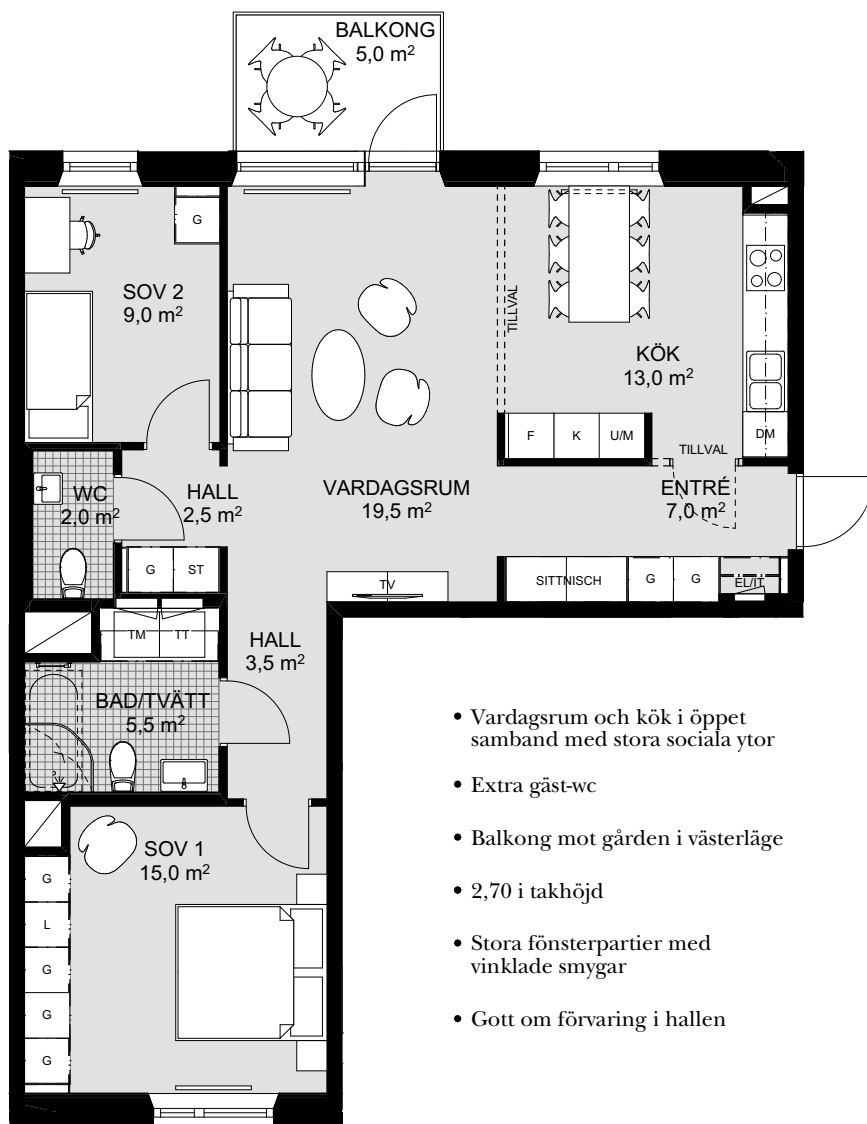 BALKONG
5,0 m²
G
SOV 2
9,0 m²
TILLVAL
KÖK
13,0 m²
F K U/M
DM
TILLVAL
WC
2,0 m²
HALL
2,5 m²
VARDAGSRUM
19,5 m²
ENTRÉ
7,0 m²
G ST
TV
SITTNISCH G G EL/IT
TM TT
HALL
3,5 m²
BAD/TVÄTT
5,5 m²
SOV 1
15,0 m²
G
L
G
G
G
• Vardagsrum och kök i öppet
samband med stora sociala ytor
• Extra gäst-wc
• Balkong mot gården i västerläge
• 2,70 i takhöjd
• Stora fönsterpartier med
vinklade smygar
• Gott om förvaring i hallen